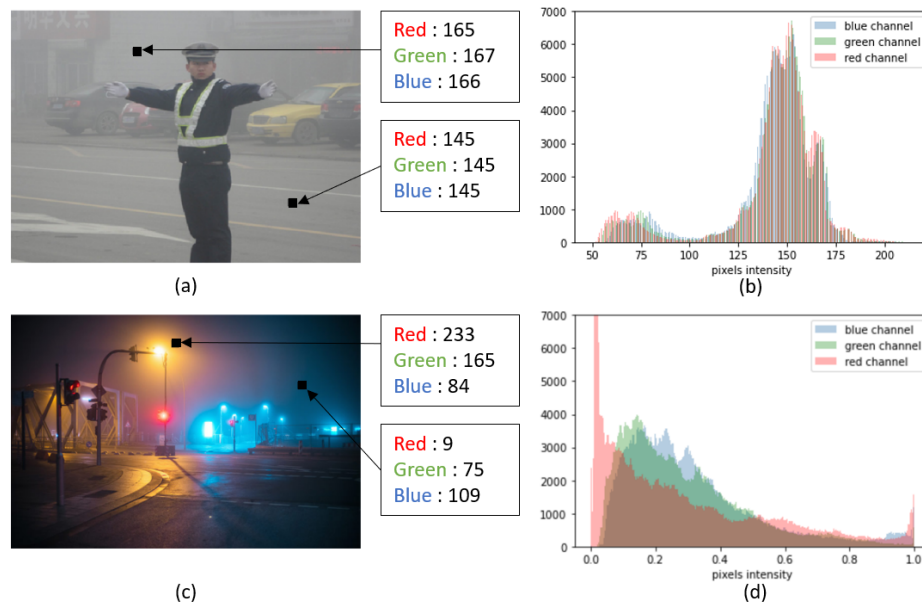 Red : 165
Green : 167
Blue : 166
Red : 145
Green : 145
Blue : 145
(a)
7000
6000
5000
4000
3000
2000
1000
0
50
75
100
125
150
175
200
pixels intensity
blue channel
green channel
red channel
(b)
Red : 233
Green : 165
Blue : 84
Red : 9
Green : 75
Blue : 109
(c)
7000
6000
5000
4000
3000
2000
1000
0
0.0
0.2
0.4
0.6
0.8
1.0
pixels intensity
blue channel
green channel
red channel
(d)